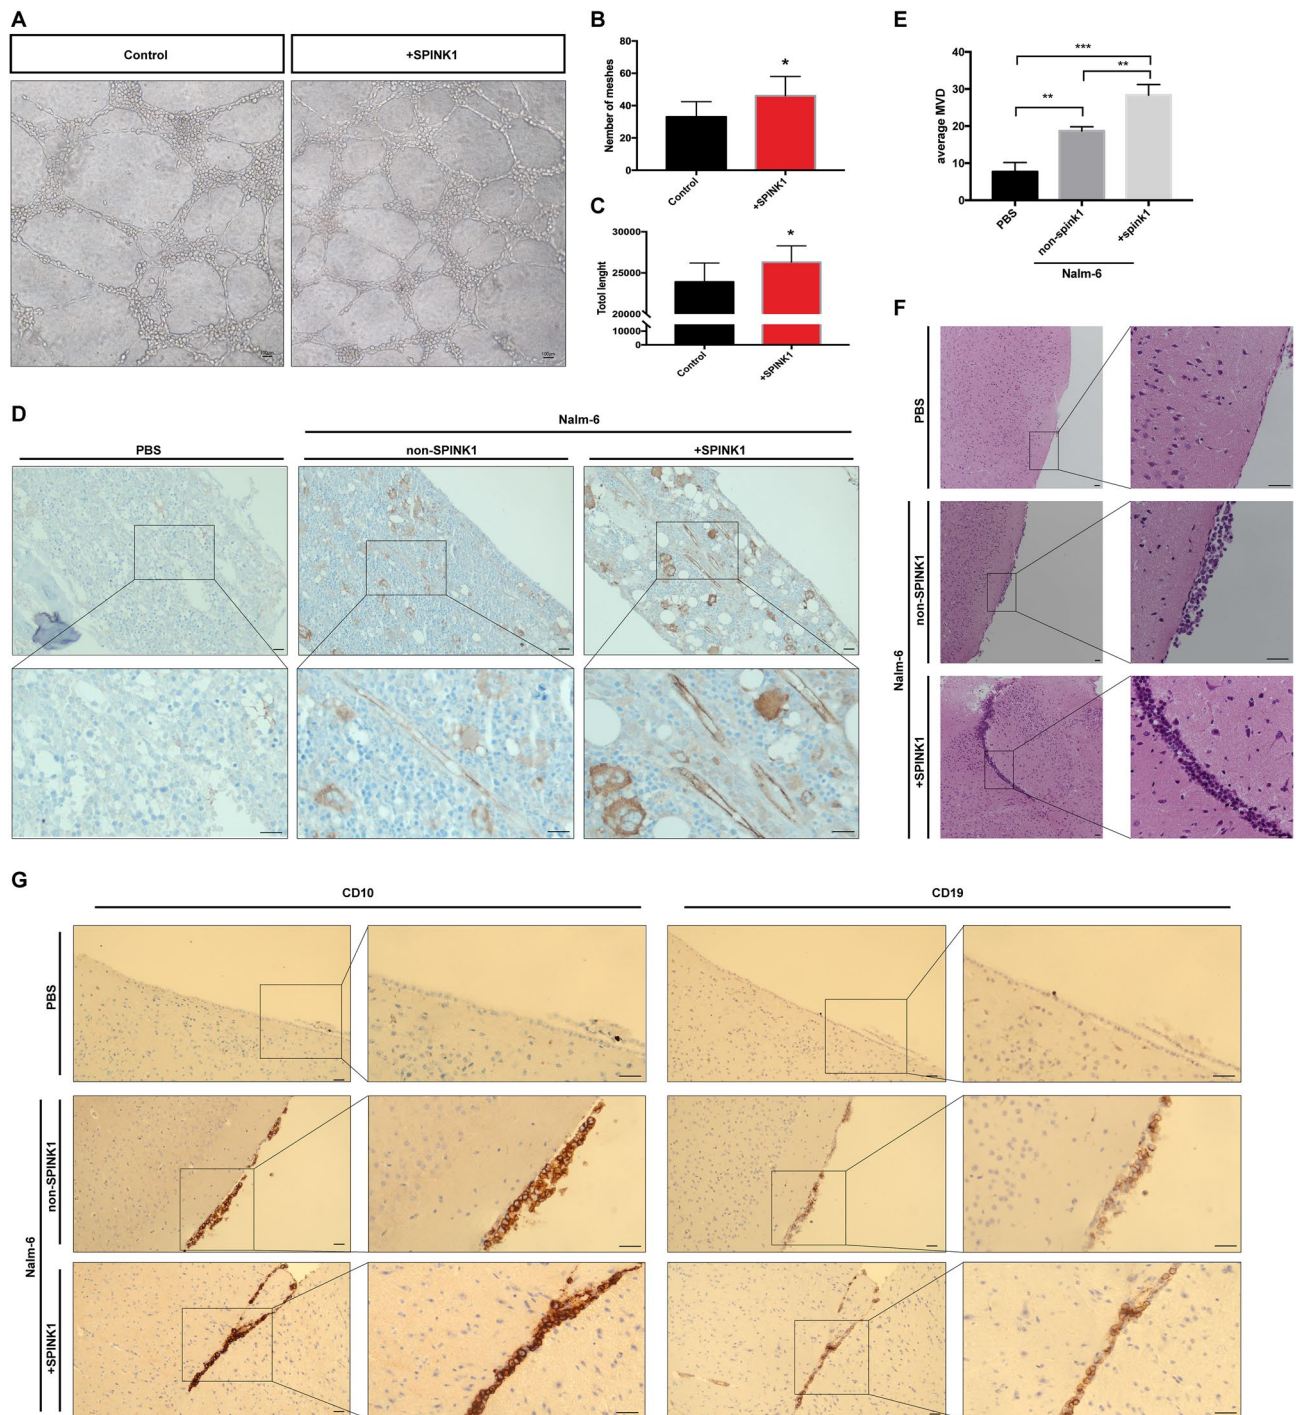 A
Control
+SPINK1
100μm
B
Nember of meshes
80
60
40
20
0
*
Control
+SPINK1
C
Totol lenght
30000
25000
20000
10000
0
*
Control
+SPINK1
D
Nalm-6
PBS
non-SPINK1
+SPINK1
E
average MVD
40
30
20
10
0
***
**
**
PBS
non-spink1
+spink1
Nalm-6
F
PBS
non-SPINK1
+SPINK1
Nalm-6
G
CD10
CD19
PBS
non-SPINK1
+SPINK1
Nalm-6